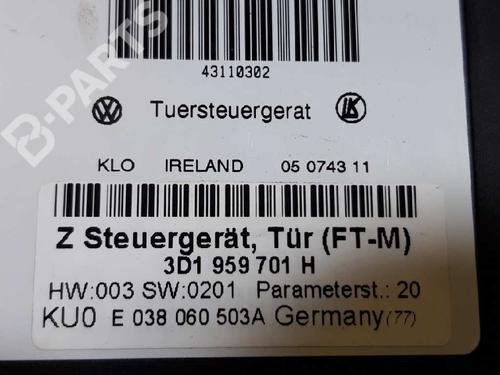 B-PARTS
43110302
Tuersteuergerat
KLO IRELAND 05 0743 11
Z Steuergerät, Tür (FT-M)
3D1 959 701 H
HW:003 SW:0201 Parameterst.: 20
KU0 E 038 060 503A Germany (77)